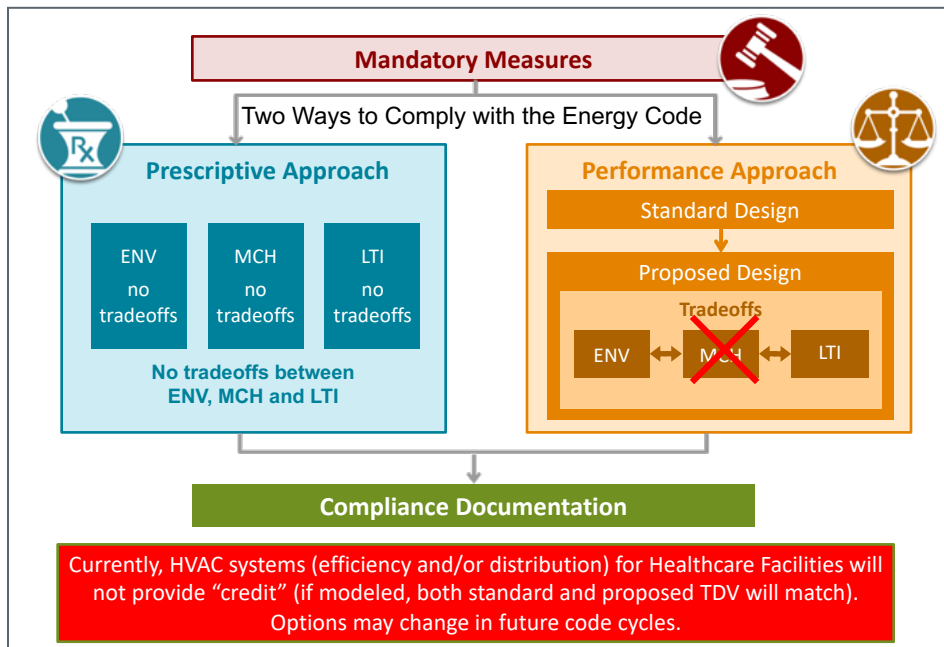 Mandatory Measures
Two Ways to Comply with the Energy Code
Rx
Prescriptive Approach
ENV
no
tradeoffs
MCH
no
tradeoffs
LTI
no
tradeoffs
No tradeoffs between
ENV, MCH and LTI
Performance Approach
Standard Design
Proposed Design
Tradeoffs
ENV
MCH
LTI
Compliance Documentation
Currently, HVAC systems (efficiency and/or distribution) for Healthcare Facilities will
not provide “credit” (if modeled, both standard and proposed TDV will match).
Options may change in future code cycles.